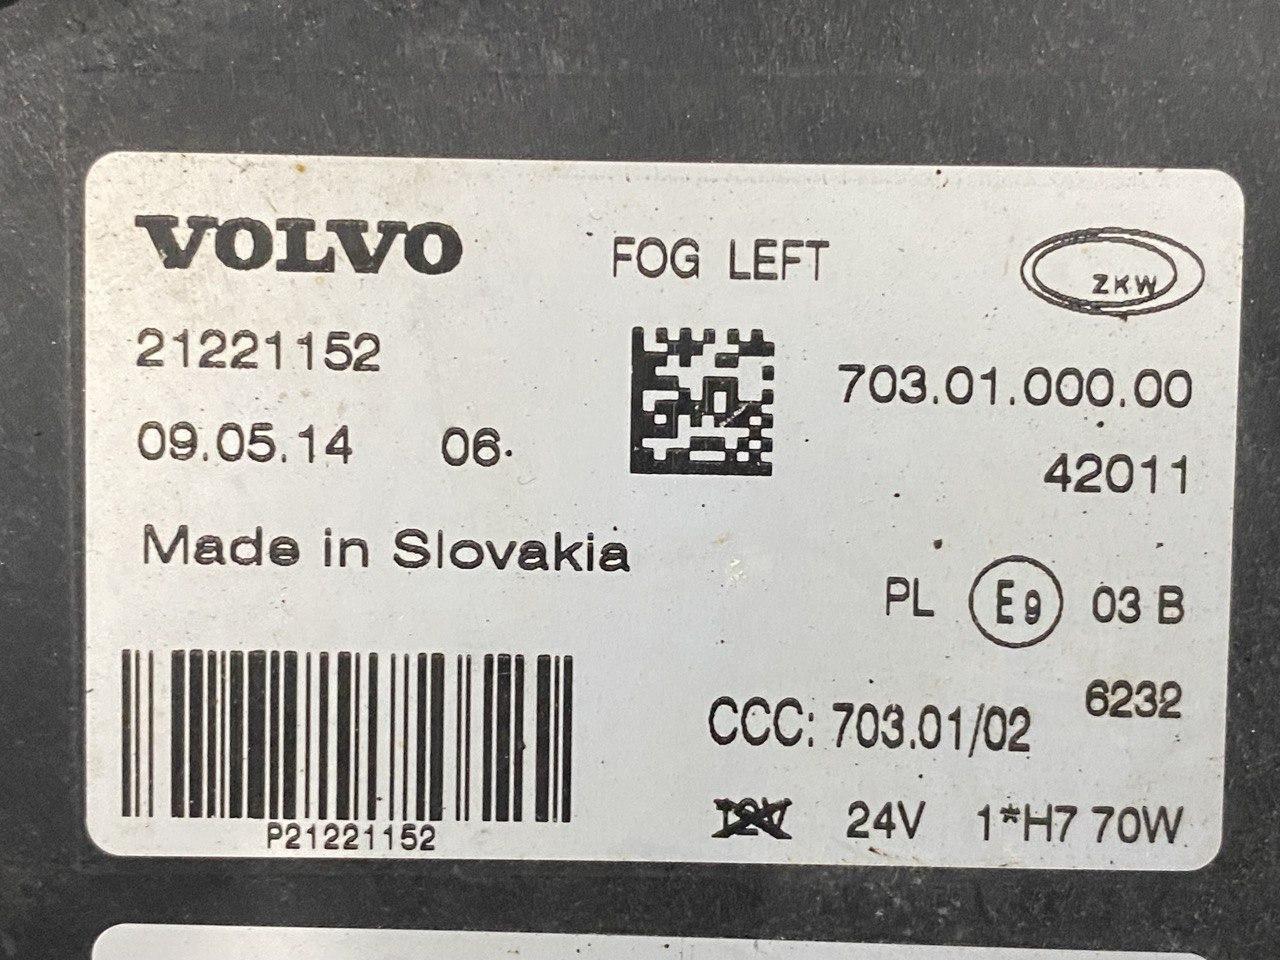 VOLVO FOG LEFT ZKW
21221152 703.01.000.00
09.05.14 06. 42011
Made in Slovakia
PL E9 03 B
6232
CCC: 703.01/02
12V 24V 1*H7 70W
P21221152